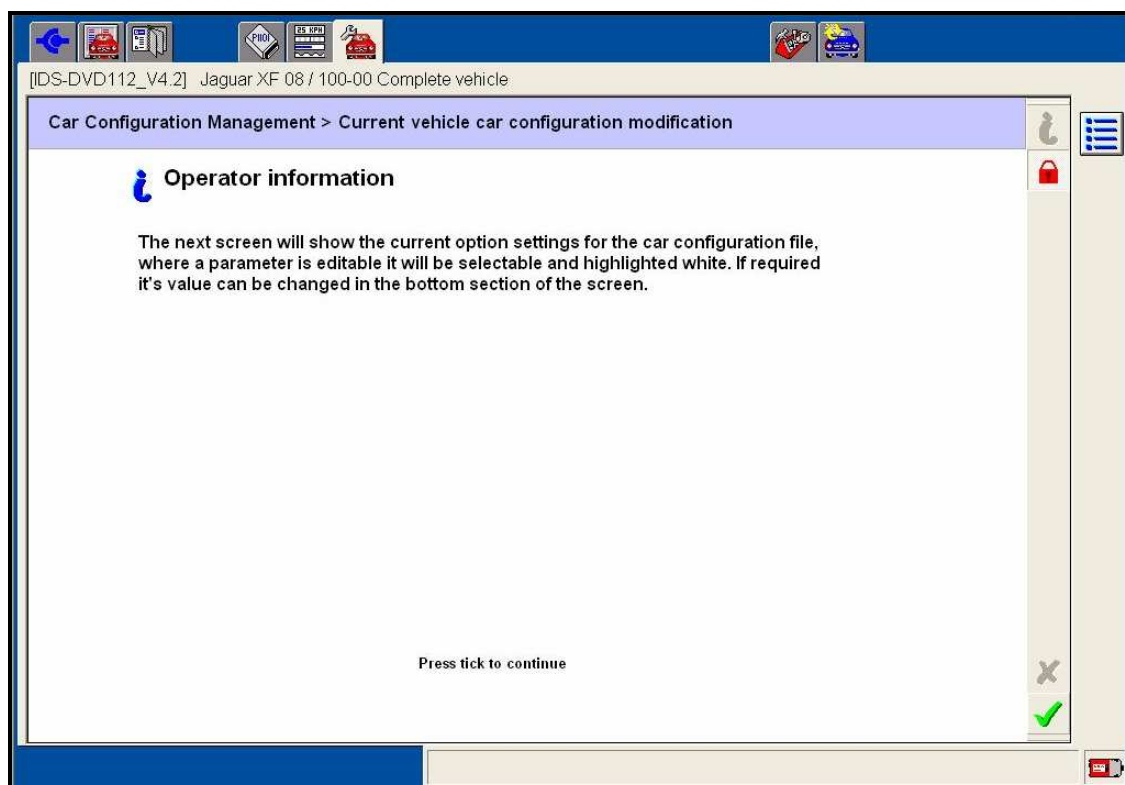 PIIOI
25 KPH
[IDS-DVD112_V4.2] Jaguar XF 08 / 100-00 Complete vehicle
Car Configuration Management > Current vehicle car configuration modification
Operator information
The next screen will show the current option settings for the car configuration file,
where a parameter is editable it will be selectable and highlighted white. If required
it's value can be changed in the bottom section of the screen.
Press tick to continue